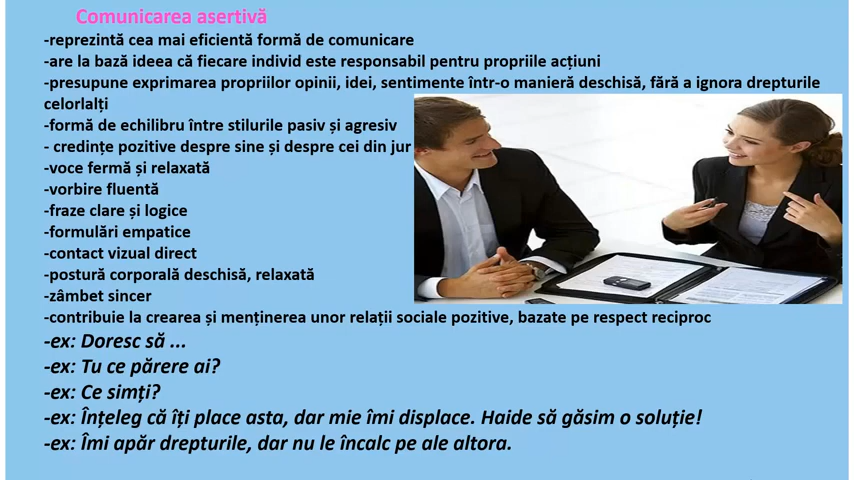 Comunicarea asertivă
-reprezintă cea mai eficientă formă de comunicare
-are la bază ideea că fiecare individ este responsabil pentru propriile acțiuni
-presupune exprimarea propriilor opinii, idei, sentimente într-o manieră deschisă, fără a ignora drepturile
celorlalți
-formă de echilibru între stilurile pasiv și agresiv
- credințe pozitive despre sine și despre cei din jur
-voce fermă și relaxată
-vorbire fluentă
-fraze clare și logice
-formulări empatice
-contact vizual direct
-postură corporală deschisă, relaxată
-zâmbet sincer
-contribuie la crearea și menținerea unor relații sociale pozitive, bazate pe respect reciproc
-ex: Doresc să ...
-ex: Tu ce părere ai?
-ex: Ce simți?
-ex: Înțeleg că îți place asta, dar mie îmi displace. Haide să găsim o soluție!
-ex: Îmi apăr drepturile, dar nu le încalc pe ale altora.